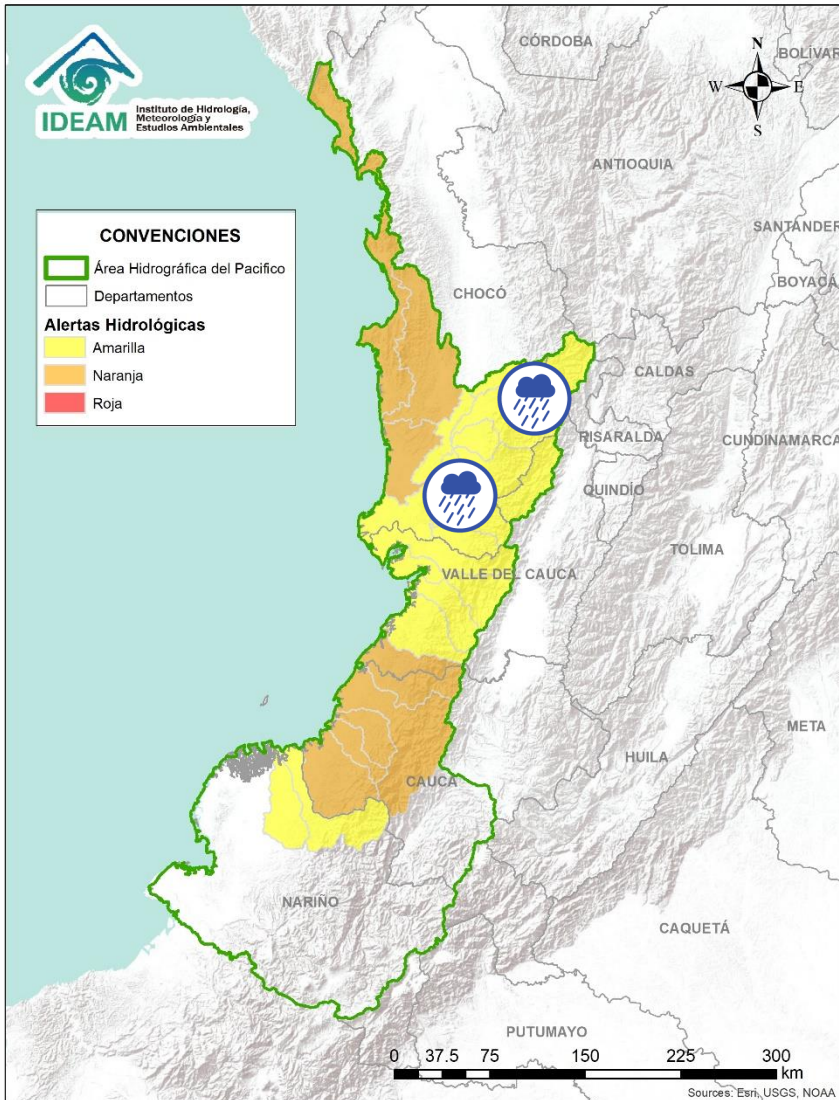 IDEAM
Instituto de Hidrología,
Meteorología y
Estudios Ambientales
CÓRDOBA
BOLÍVAR
N
W
E
S
ANTIOQUIA
CONVENCIONES
Área Hidrográfica del Pacifico
Departamentos
Alertas Hidrológicas
Amarilla
Naranja
Roja
SANTANDER
BOYACÁ
CHOCÓ
CALDAS
RISARALDA
CUNDINAMARCA
QUINDÍO
TOLIMA
VALLE DEL CAUCA
META
HUILA
CAUCA
NARIÑO
CAQUETÁ
PUTUMAYO
0 37.5 75 150 225 300
km
Sources: Esri, USGS, NOAA